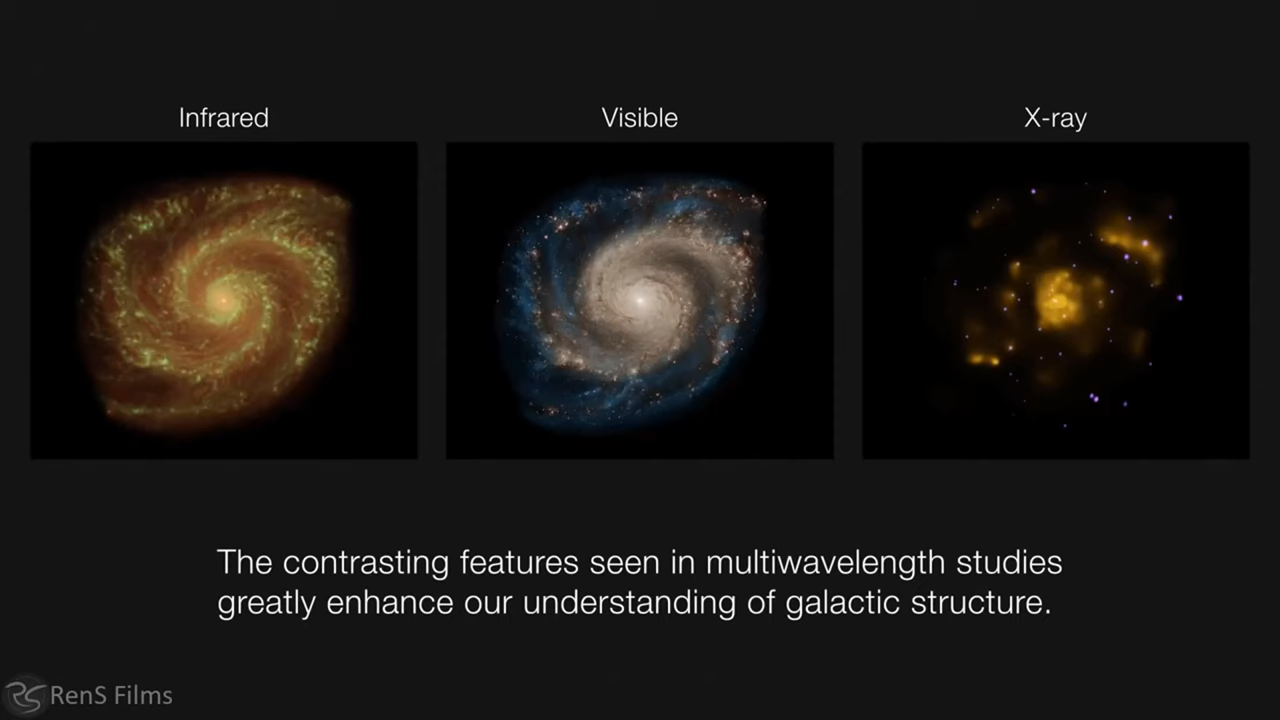 Infrared
Visible
X-ray
The contrasting features seen in multiwavelength studies
greatly enhance our understanding of galactic structure.
RenS Films